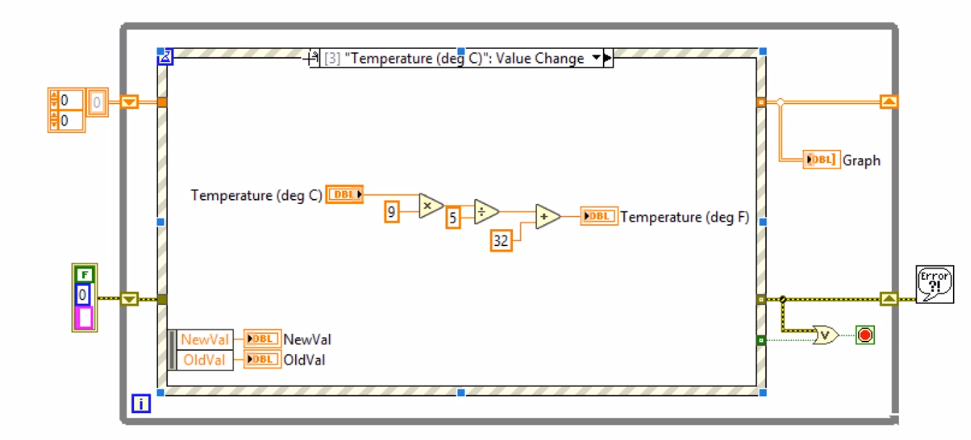 [3] "Temperature (deg C)": Value Change
0
0
0
DBL
Graph
Temperature (deg C)
DBL
9
×
5
÷
+
32
DBL
Temperature (deg F)
F
0
Error
?!
NewVal
DBL
NewVal
OldVal
DBL
OldVal
V
i